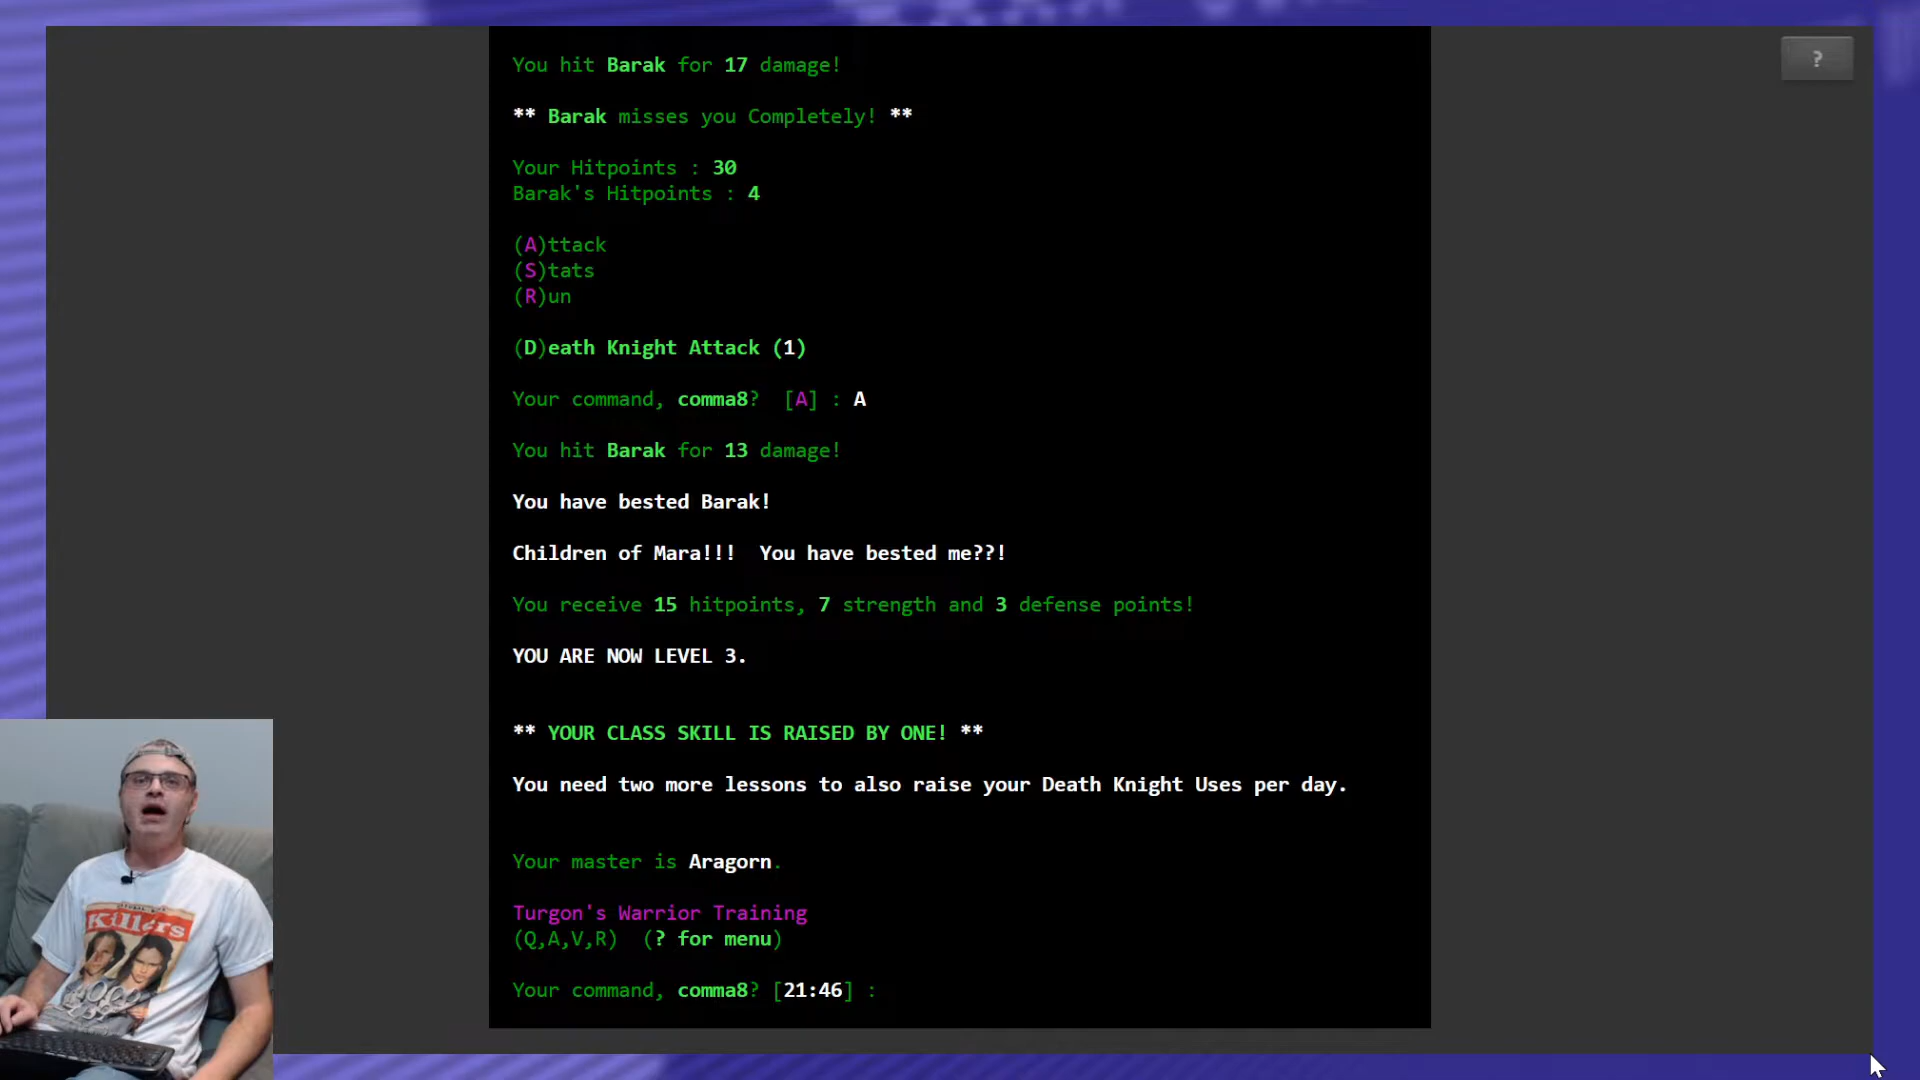 ?
You hit Barak for 17 damage!
** Barak misses you Completely! **
Your Hitpoints : 30
Barak's Hitpoints : 4
(A)ttack
(S)tats
(R)un
(D)eath Knight Attack (1)
Your command, comma8?  [A] : A
You hit Barak for 13 damage!
You have bested Barak!
Children of Mara!!!  You have bested me??!
You receive 15 hitpoints, 7 strength and 3 defense points!
YOU ARE NOW LEVEL 3.
** YOUR CLASS SKILL IS RAISED BY ONE! **
You need two more lessons to also raise your Death Knight Uses per day.
Your master is Aragorn.
Turgon's Warrior Training
(Q,A,V,R)  (? for menu)
Your command, comma8? [21:46] :
Killers